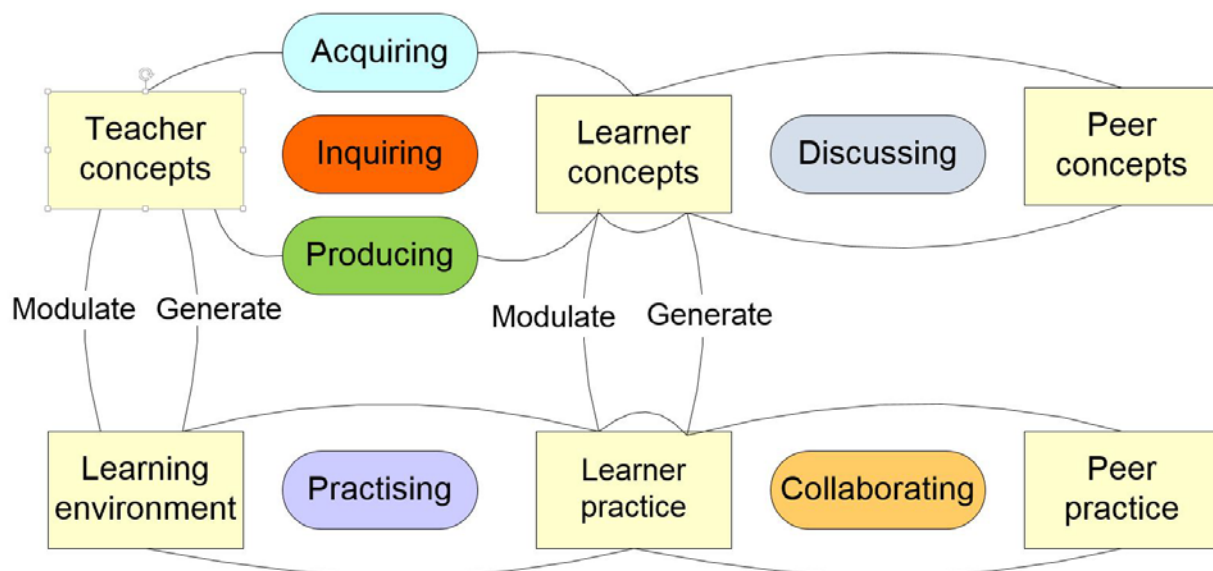 Acquiring
Teacher
concepts
Inquiring
Learner
concepts
Discussing
Peer
concepts
Producing
Modulate
Generate
Modulate
Generate
Learning
environment
Practising
Learner
practice
Collaborating
Peer
practice